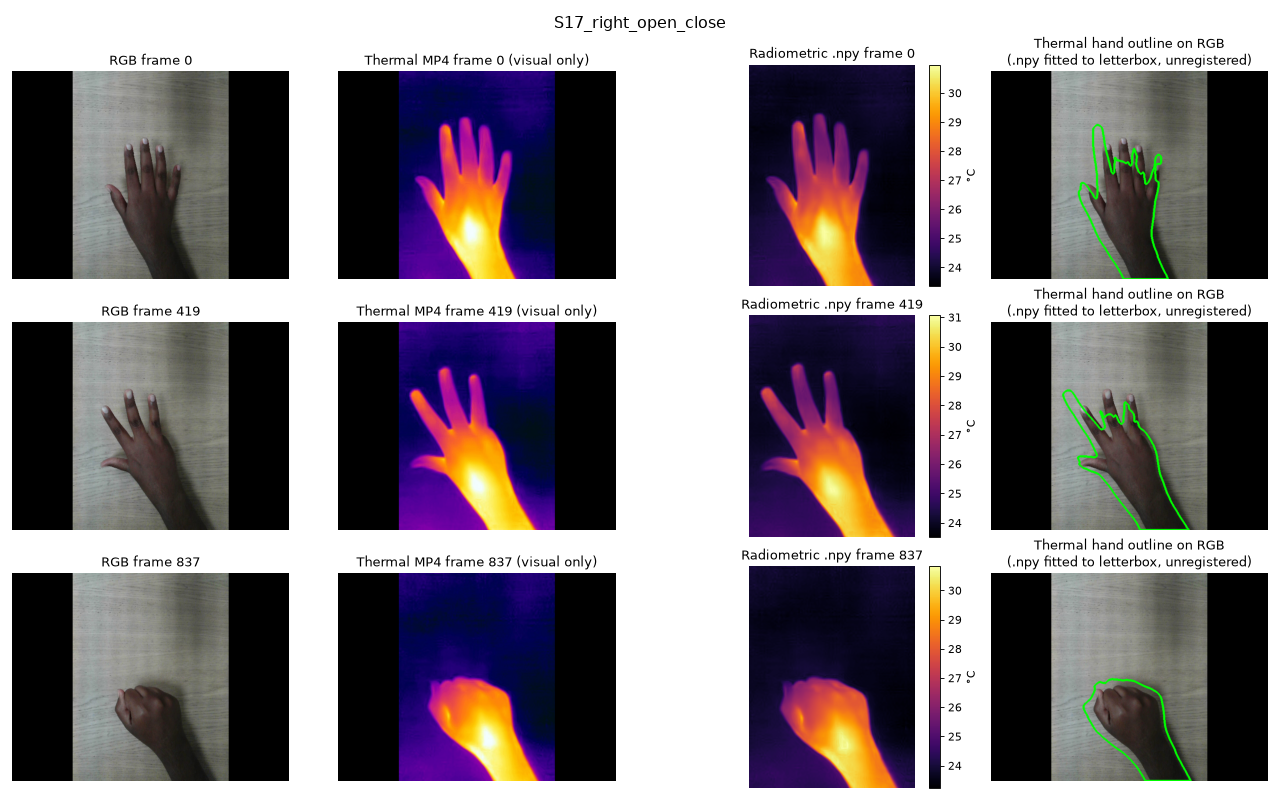 S17_right_open_close
RGB frame 0
Thermal MP4 frame 0 (visual only)
Radiometric .npy frame 0
Thermal hand outline on RGB
(.npy fitted to letterbox, unregistered)
30
29
28
27
26
25
24
°C
RGB frame 419
Thermal MP4 frame 419 (visual only)
Radiometric .npy frame 419
Thermal hand outline on RGB
(.npy fitted to letterbox, unregistered)
31
30
29
28
27
26
25
24
°C
RGB frame 837
Thermal MP4 frame 837 (visual only)
Radiometric .npy frame 837
Thermal hand outline on RGB
(.npy fitted to letterbox, unregistered)
30
29
28
27
26
25
24
°C